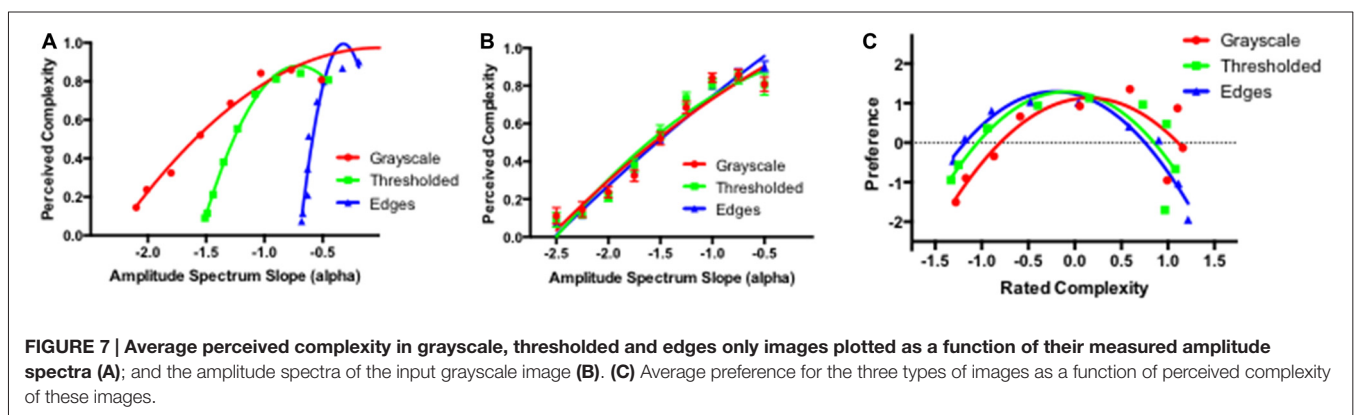 A
Perceived Complexity
1.0
0.8
0.6
0.4
0.2
0.0
-2.0
-1.5
-1.0
-0.5
Amplitude Spectrum Slope (alpha)
Grayscale
Thresholded
Edges
B
Perceived Complexity
1.0
0.8
0.6
0.4
0.2
0.0
-2.5
-2.0
-1.5
-1.0
-0.5
Amplitude Spectrum Slope (alpha)
Grayscale
Thresholded
Edges
C
Preference
2
1
0
-1
-2
-1.5
-1.0
-0.5
0.0
0.5
1.0
1.5
Rated Complexity
Grayscale
Thresholded
Edges
FIGURE 7 | Average perceived complexity in grayscale, thresholded and edges only images plotted as a function of their measured amplitude
spectra (A); and the amplitude spectra of the input grayscale image (B). (C) Average preference for the three types of images as a function of perceived complexity
of these images.